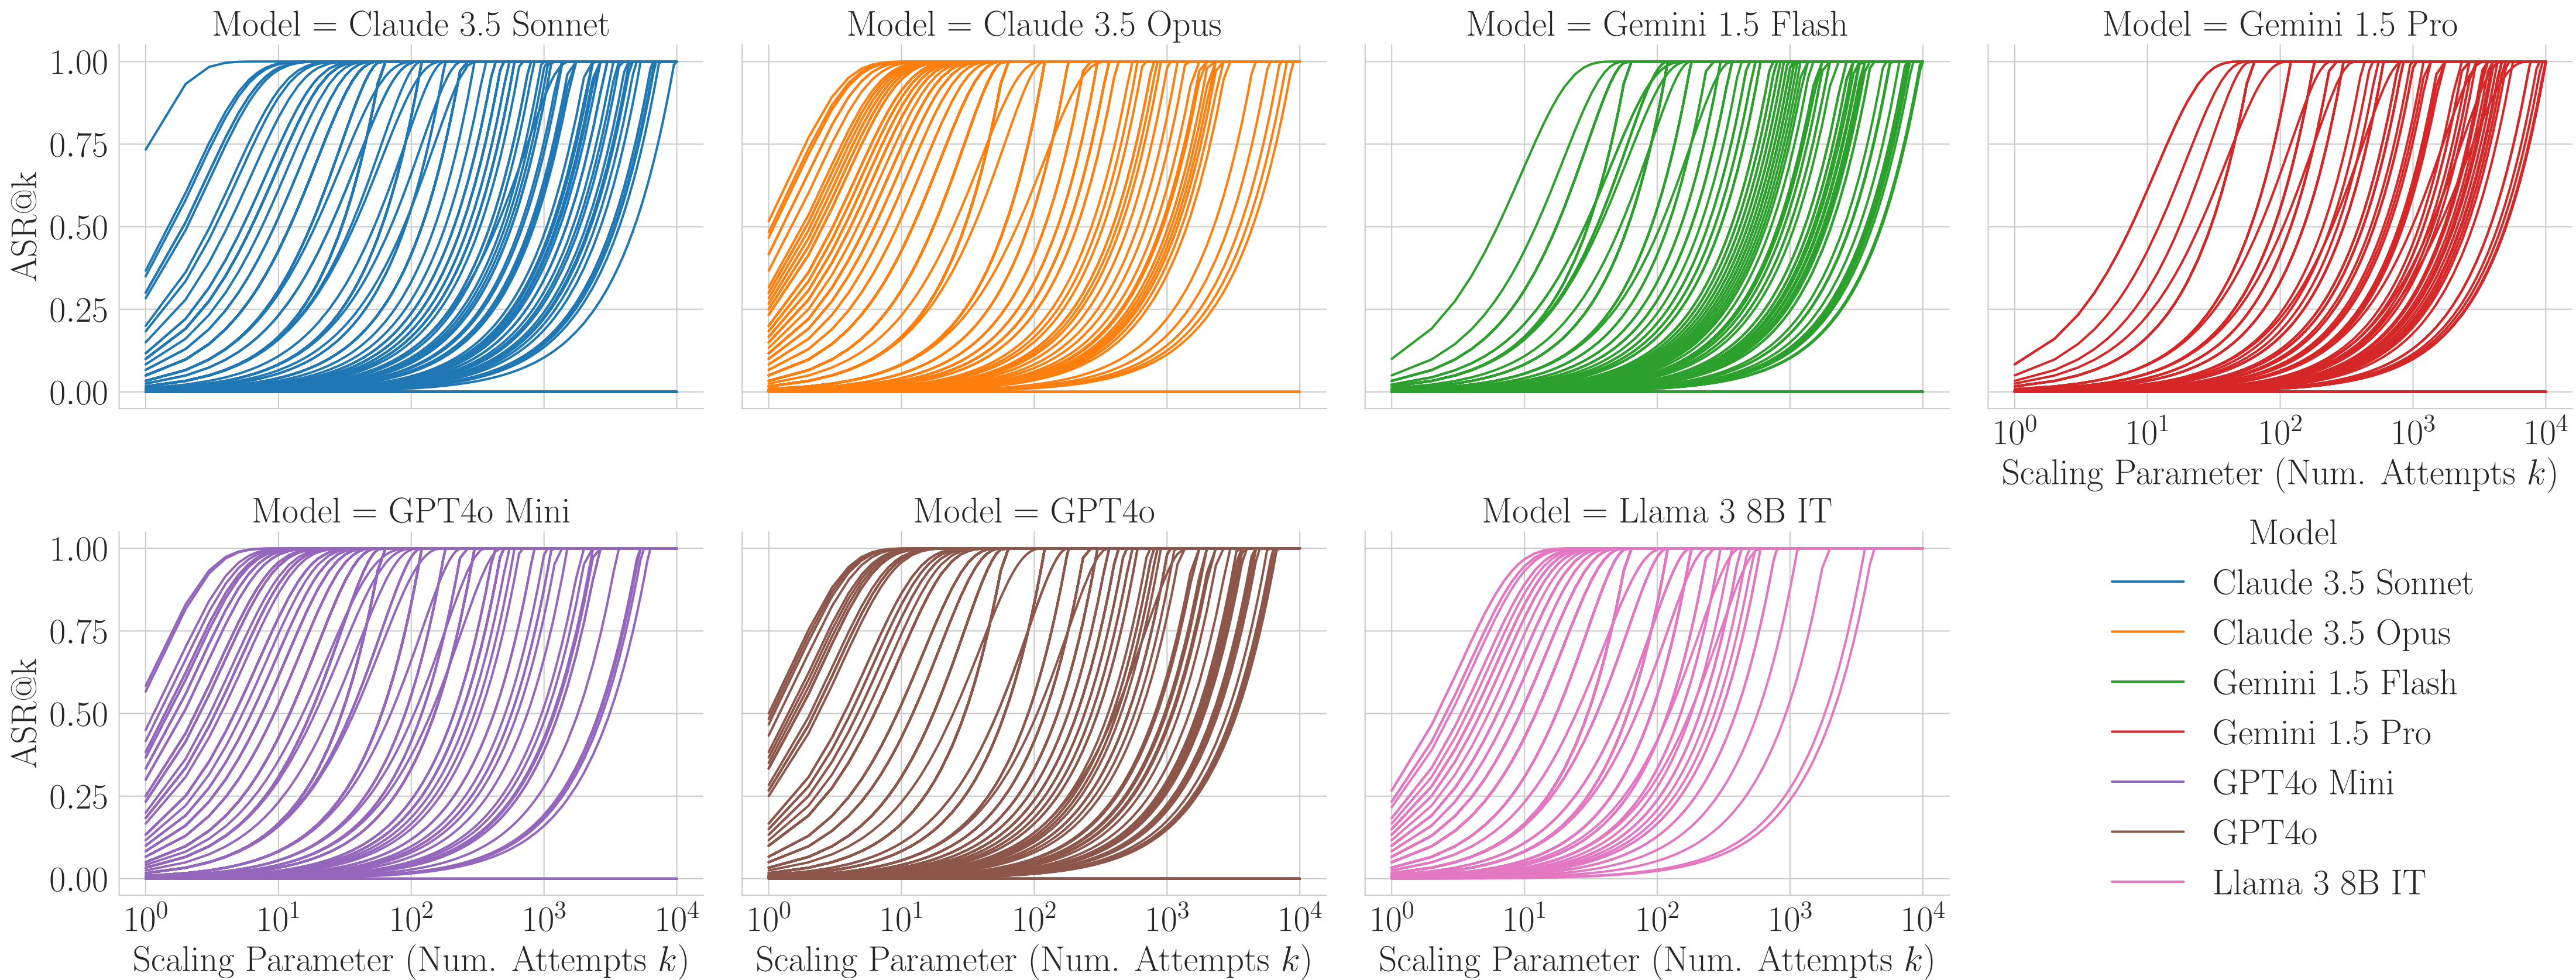 Model = Claude 3.5 Sonnet
Model = Claude 3.5 Opus
Model = Gemini 1.5 Flash
Model = Gemini 1.5 Pro
ASR@k
1.00
0.75
0.50
0.25
0.00
10^0 10^1 10^2 10^3 10^4
Scaling Parameter (Num. Attempts k)
Model = GPT4o Mini
Model = GPT4o
Model = Llama 3 8B IT
ASR@k
1.00
0.75
0.50
0.25
0.00
10^0 10^1 10^2 10^3 10^4
Scaling Parameter (Num. Attempts k)
10^0 10^1 10^2 10^3 10^4
Scaling Parameter (Num. Attempts k)
10^0 10^1 10^2 10^3 10^4
Scaling Parameter (Num. Attempts k)
Model
Claude 3.5 Sonnet
Claude 3.5 Opus
Gemini 1.5 Flash
Gemini 1.5 Pro
GPT4o Mini
GPT4o
Llama 3 8B IT